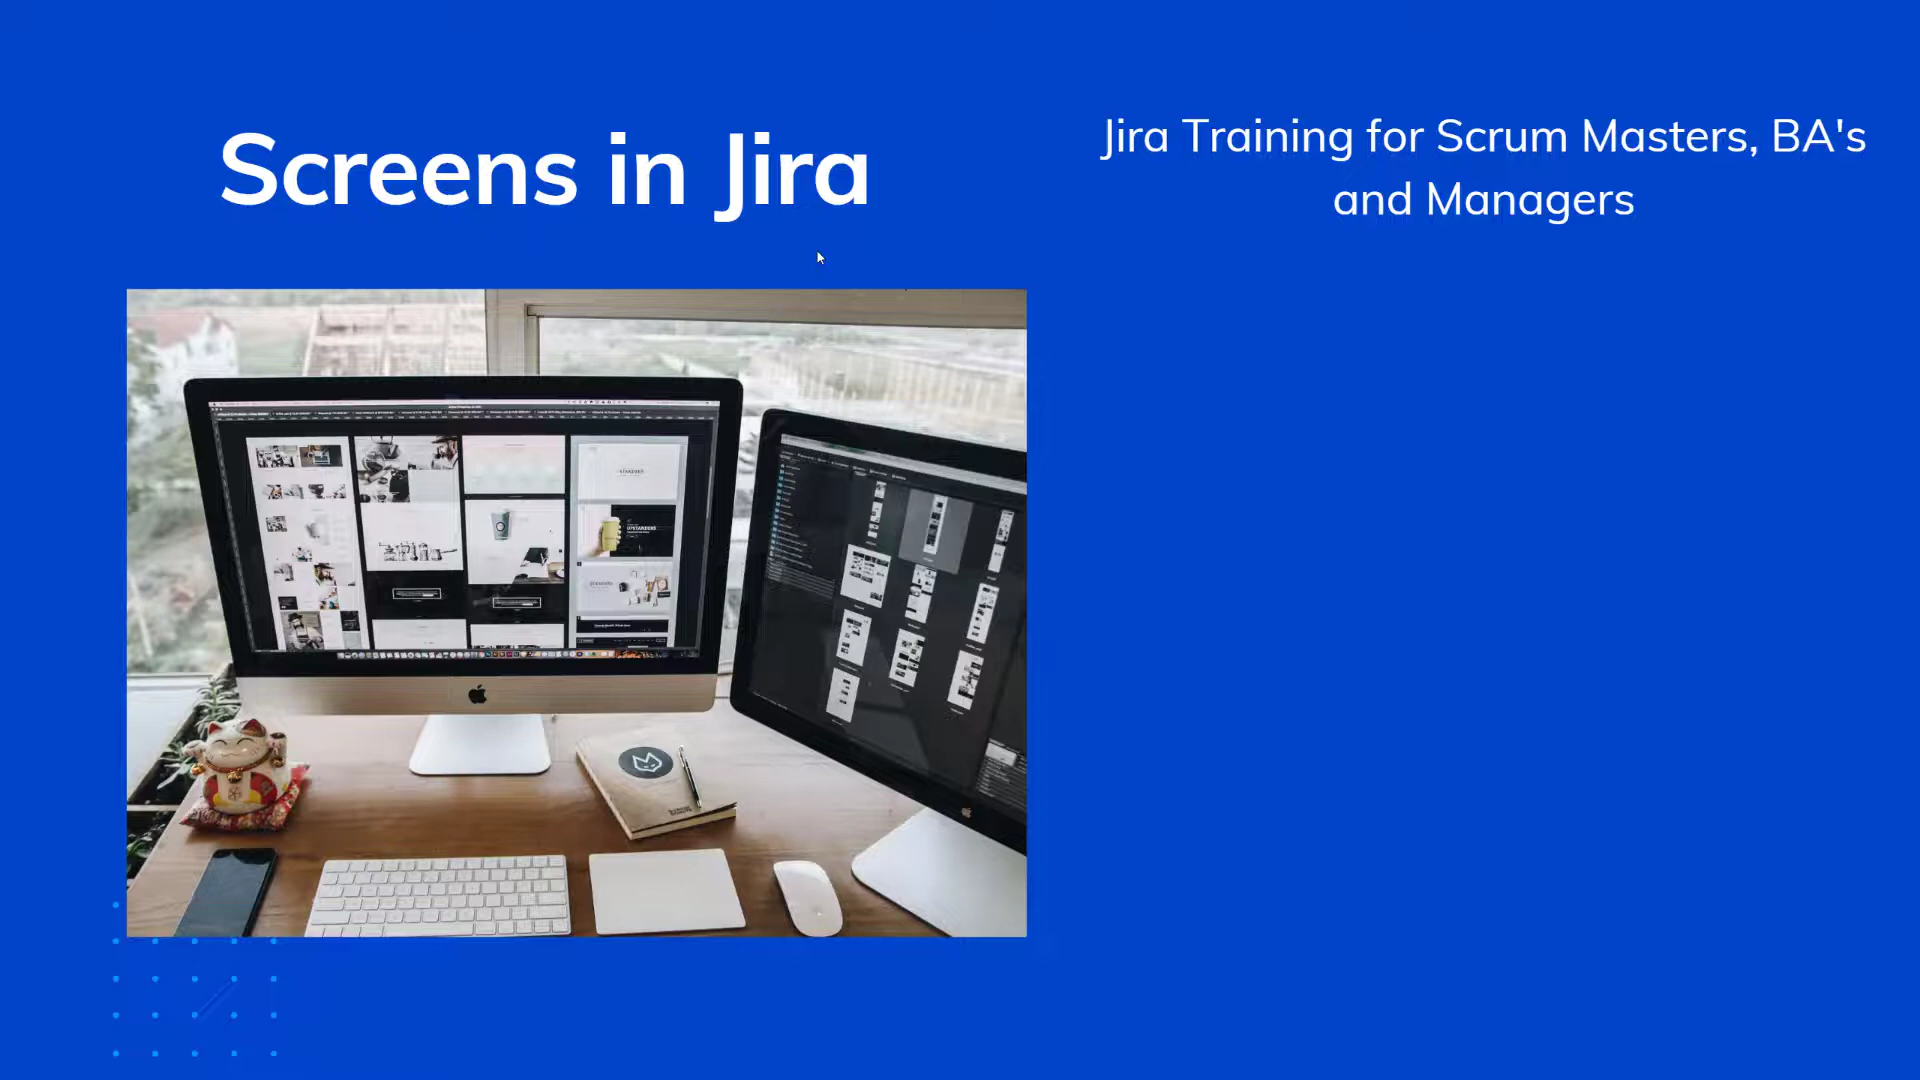 Screens in Jira
Jira Training for Scrum Masters, BA's
and Managers